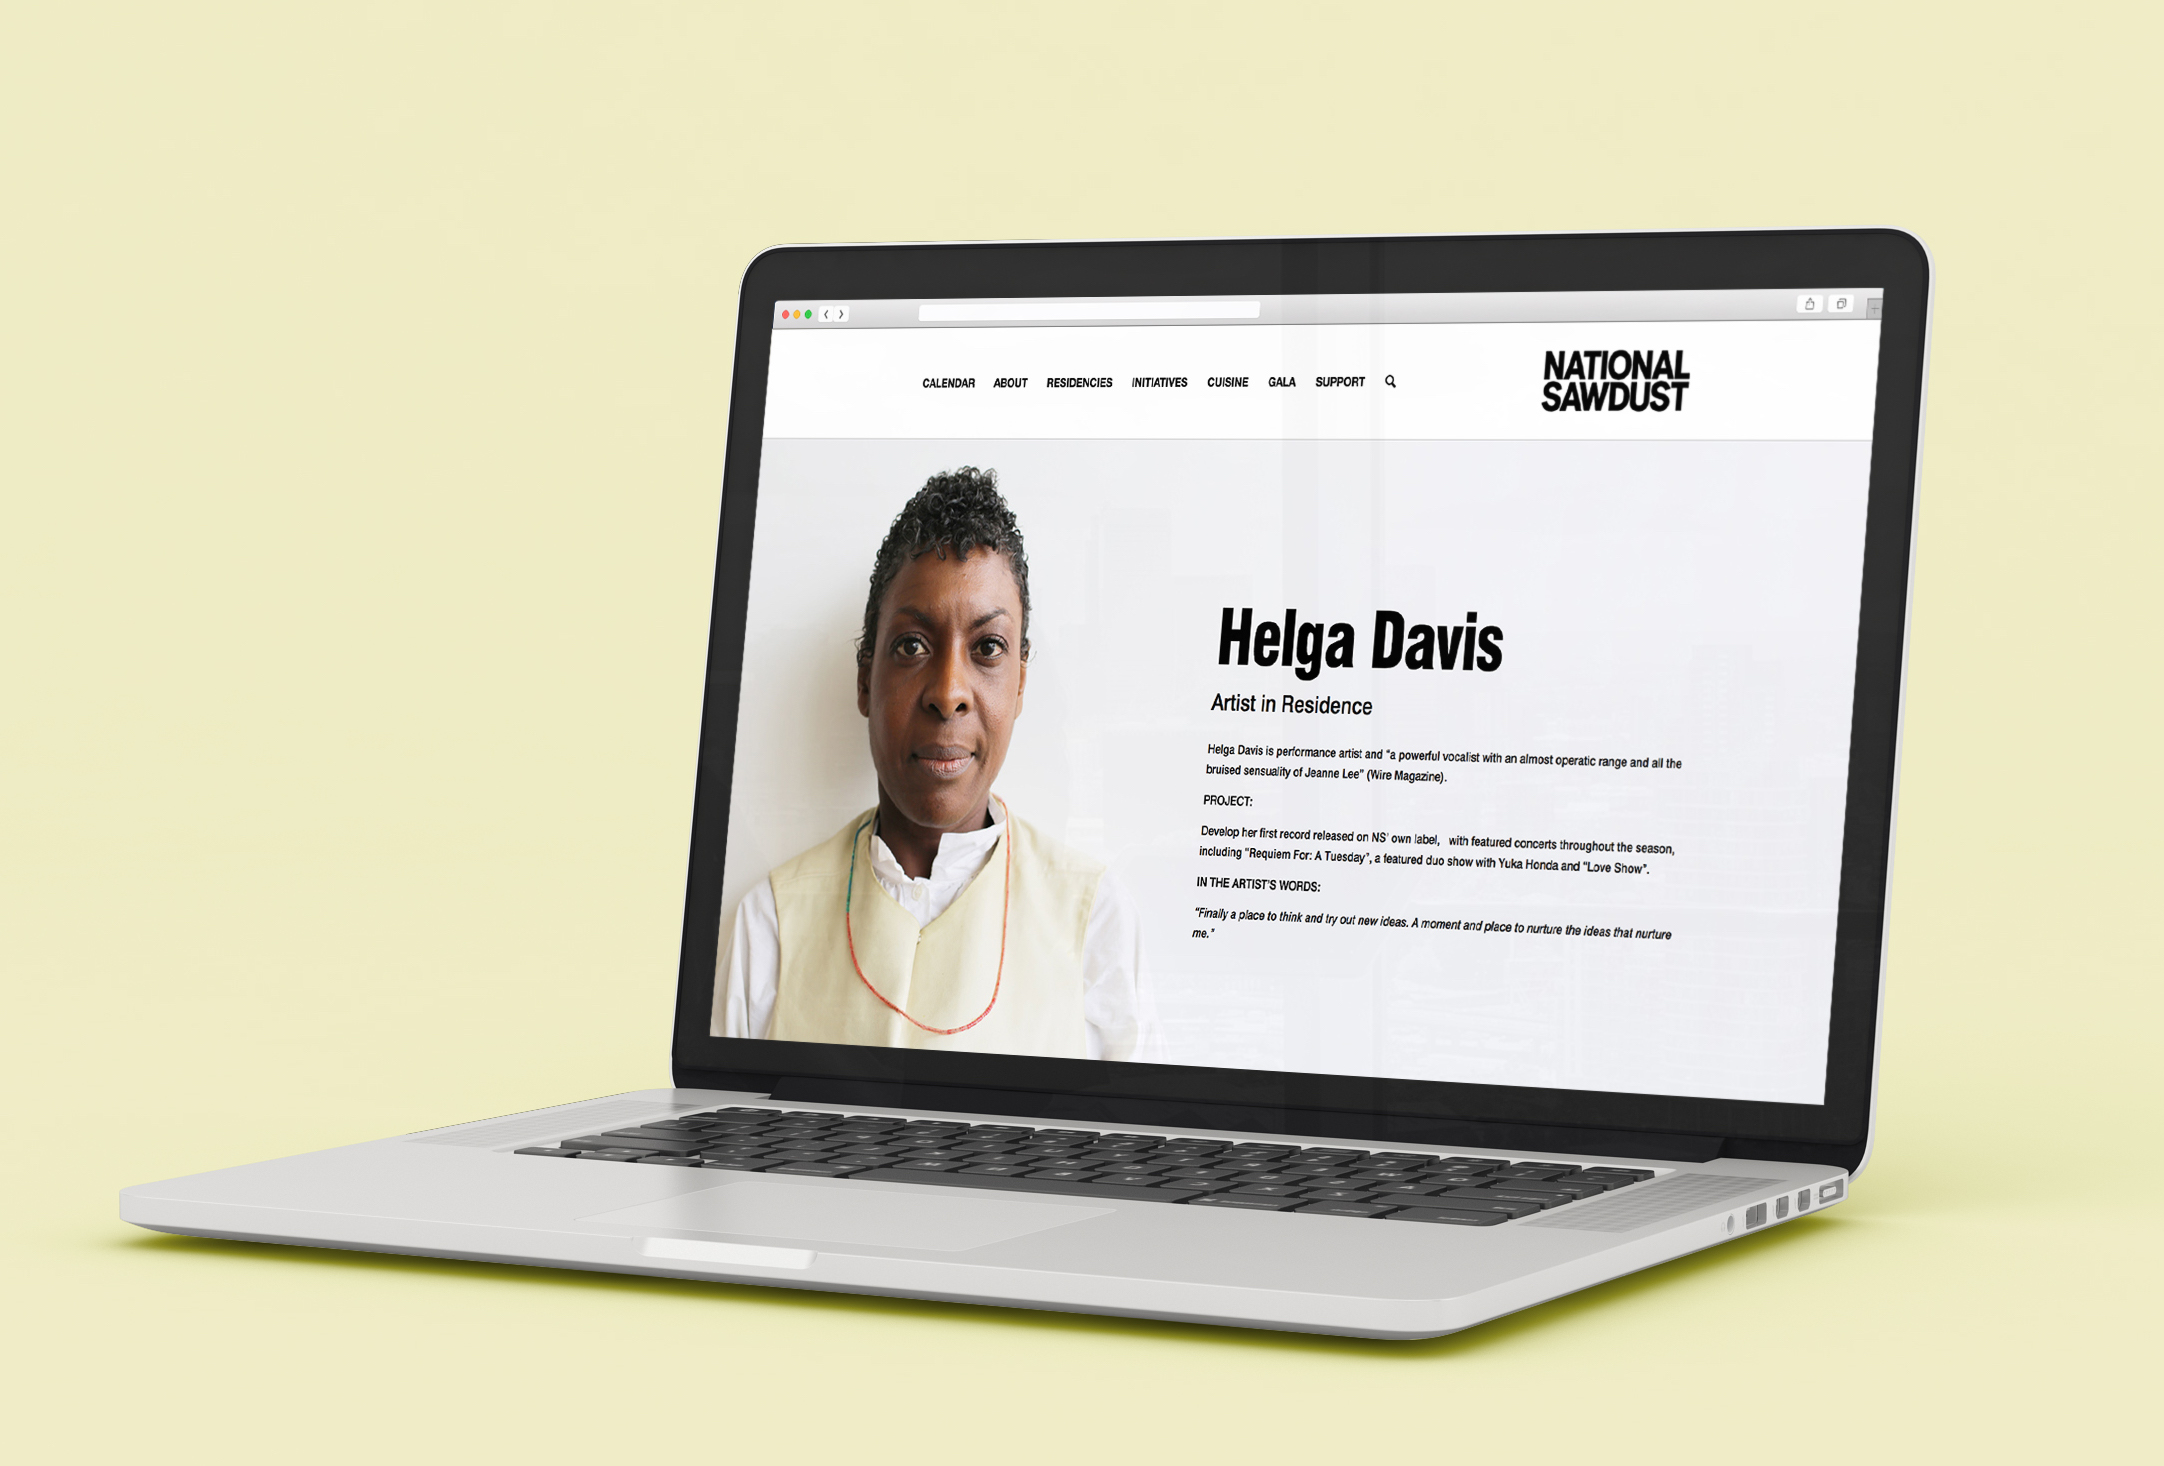 CALENDAR ABOUT RESIDENCIES INITIATIVES CUISINE GALA SUPPORT
NATIONAL
SAWDUST
Helga Davis
Artist in Residence
Helga Davis is performance artist and “a powerful vocalist with an almost operatic range and all the
bruised sensuality of Jeanne Lee” (Wire Magazine).
PROJECT:
Develop her first record released on NS' own label, with featured concerts throughout the season,
including "Requiem For: A Tuesday", a featured duo show with Yuka Honda and "Love Show".
IN THE ARTIST'S WORDS:
"Finally a place to think and try out new ideas. A moment and place to nurture the ideas that nurture
me."